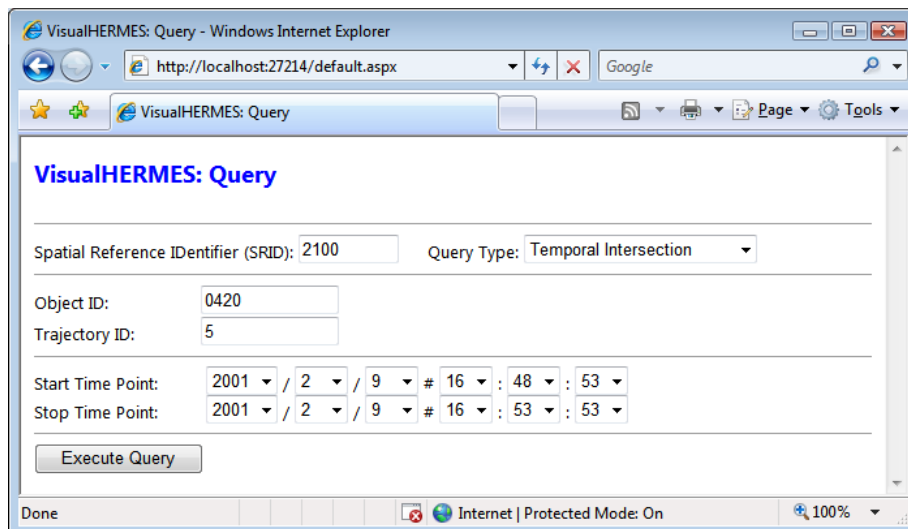 VisualHERMES: Query - Windows Internet Explorer
http://localhost:27214/default.aspx
Google
VisualHERMES: Query
Page
Tools
VisualHERMES: Query
Spatial Reference IDentifier (SRID): 2100 Query Type: Temporal Intersection
Object ID: 0420
Trajectory ID: 5
Start Time Point: 2001 / 2 / 9 # 16 : 48 : 53
Stop Time Point: 2001 / 2 / 9 # 16 : 53 : 53
Execute Query
Done Internet | Protected Mode: On 100%